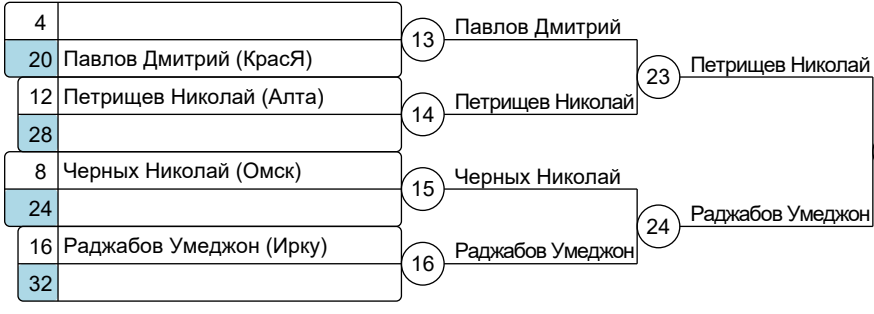 4
20 Павлов Дмитрий (КрасЯ)
12 Петрищев Николай (Алта)
28
8 Черных Николай (Омск)
24
16 Раджабов Умеджон (Ирку)
32
13
14
15
16
Павлов Дмитрий
Петрищев Николай
Черных Николай
Раджабов Умеджон
23
24
Петрищев Николай
Раджабов Умеджон